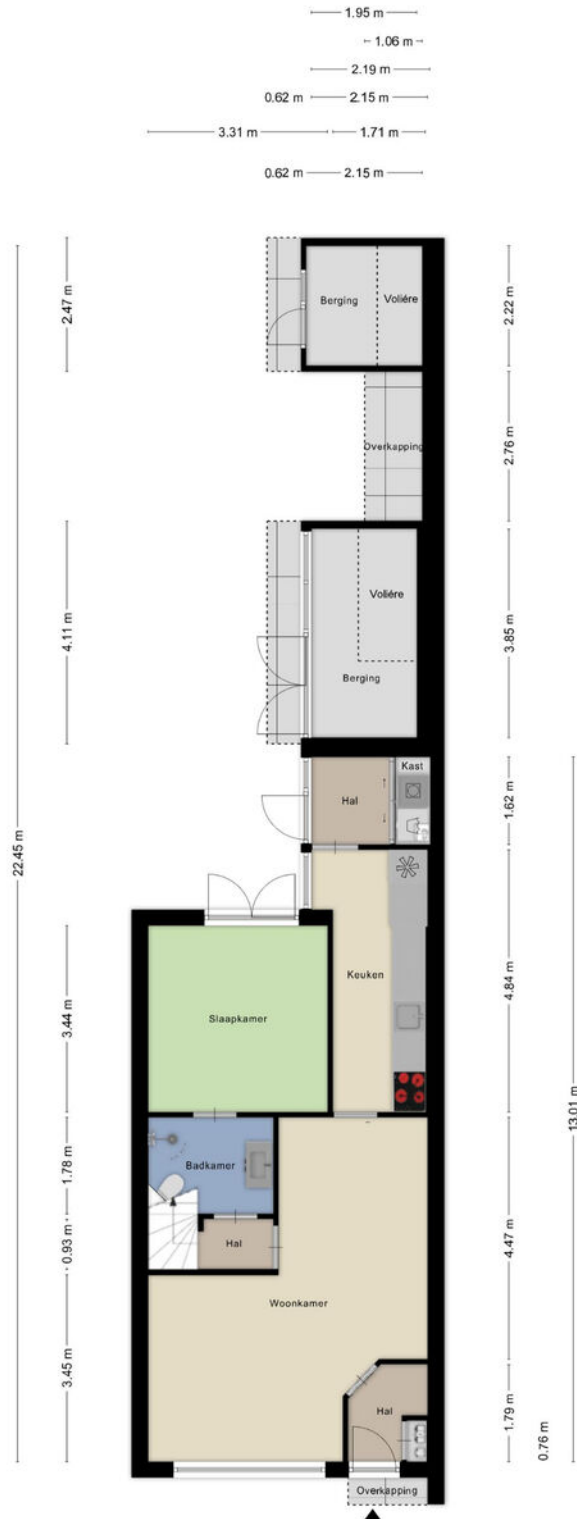 1.95 m
1.06 m
2.19 m
0.62 m 2.15 m
3.31 m 1.71 m
0.62 m 2.15 m
2.47 m
Berging
Voliére
2.22 m
Overkapping
2.76 m
4.11 m
Voliére
Berging
3.85 m
22.45 m
Kast
Hal
1.62 m
Keuken
4.84 m
Slaapkamer
3.44 m
13.01 m
Badkamer
1.78 m
Hal
0.93 m
4.47 m
Woonkamer
3.45 m
Hal
1.79 m
0.76 m
Overkapping